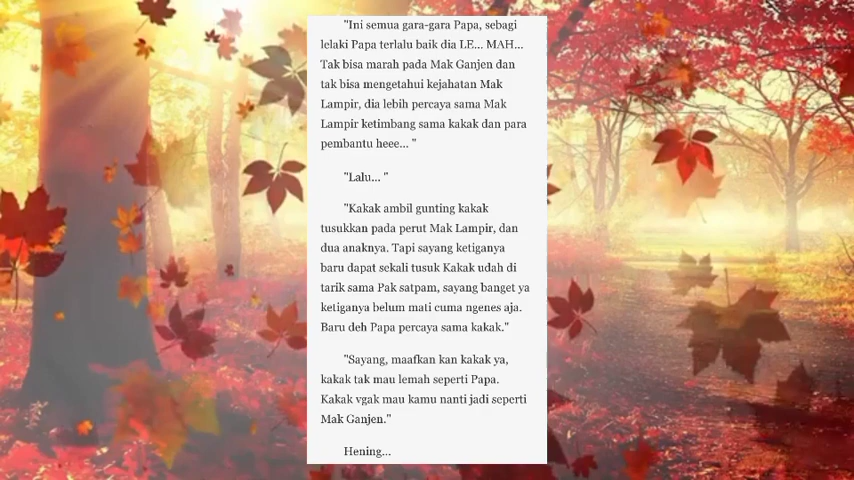 "Ini semua gara-gara Papa, sebagi
lelaki Papa terlalu baik dia LE... MAH...
Tak bisa marah pada Mak Ganjen dan
tak bisa mengetahui kejahatan Mak
Lampir, dia lebih percaya sama Mak
Lampir ketimbang sama kakak dan para
pembantu heee... "
"Lalu... "
"Kakak ambil gunting kakak
tusukkan pada perut Mak Lampir, dan
dua anaknya. Tapi sayang ketiganya
baru dapat sekali tusuk Kakak udah di
tarik sama Pak satpam, sayang banget ya
ketiganya belum mati cuma ngenes aja.
Baru deh Papa percaya sama kakak."
"Sayang, maafkan kan kakak ya,
kakak tak mau lemah seperti Papa.
Kakak vgak mau kamu nanti jadi seperti
Mak Ganjen."
Hening...